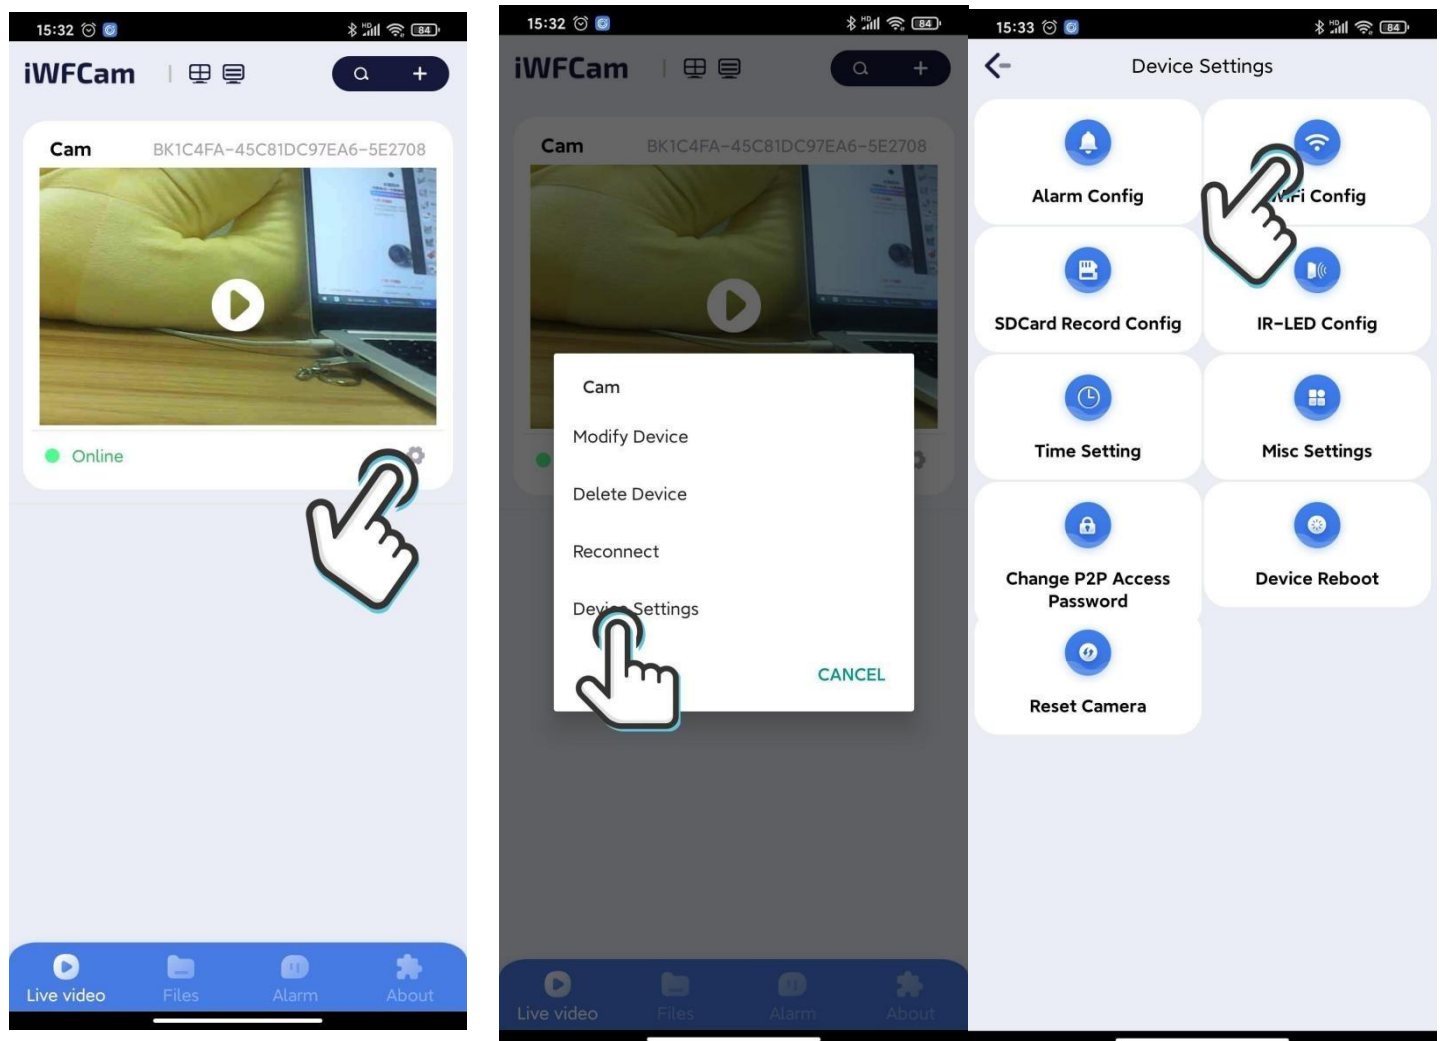 15:32
84
iWFCam
Cam BK1C4FA-45C81DC97EA6-5E2708
Online
Live video Files Alarm About
15:32
84
iWFCam
Cam BK1C4FA-45C81DC97EA6-5E2708
Cam
Modify Device
Delete Device
Reconnect
Device Settings
CANCEL
Live video Files Alarm About
15:33
84
Device Settings
Alarm Config
WiFi Config
SDCard Record Config
IR-LED Config
Time Setting
Misc Settings
Change P2P Access
Password
Device Reboot
Reset Camera